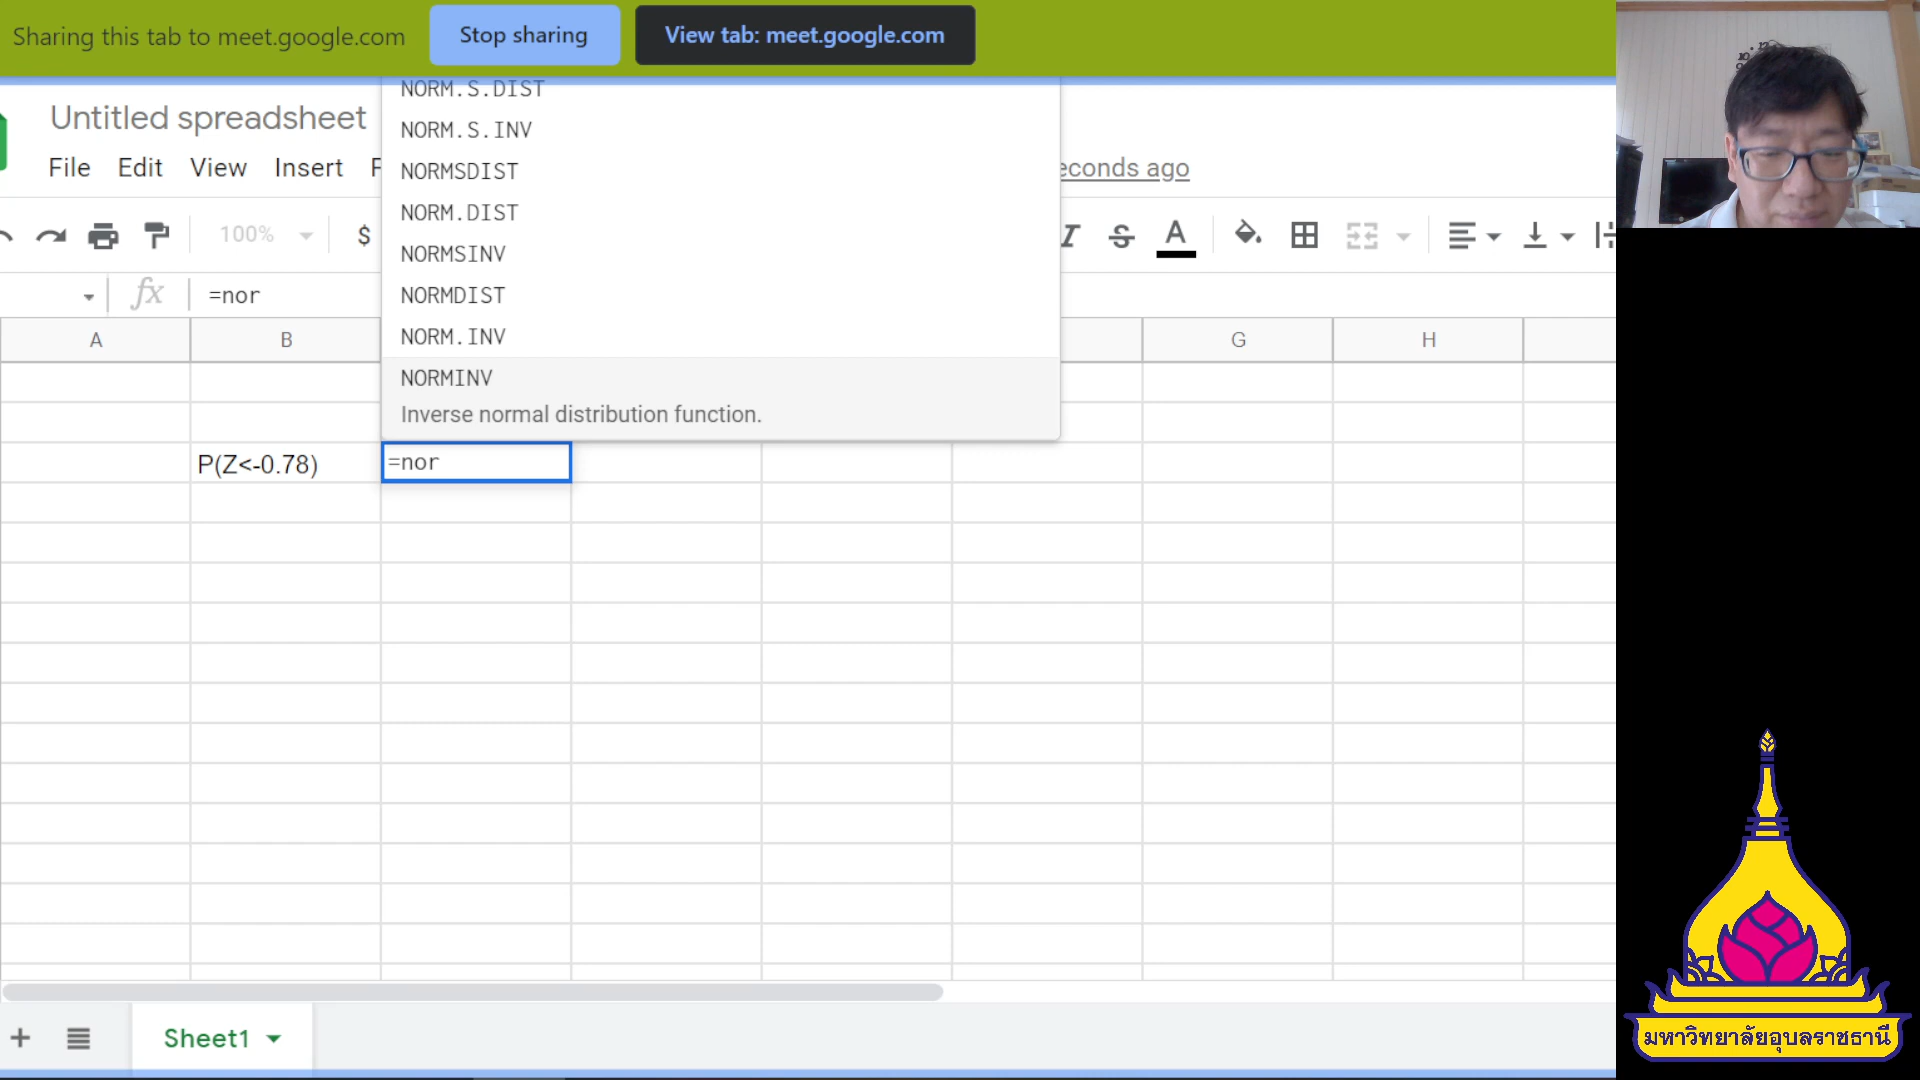 Sharing this tab to meet.google.com
Stop sharing
View tab: meet.google.com
Untitled spreadsheet
File Edit View Insert F
econds ago
100%
$
A
fx
=nor
NORM.S.DIST
NORM.S.INV
NORMSDIST
NORM.DIST
NORMSINV
NORMDIST
NORM.INV
NORMINV
Inverse normal distribution function.
A B G H
P(Z<-0.78) =nor
Sheet1
มหาวิทยาลัยอุบลราชธานี